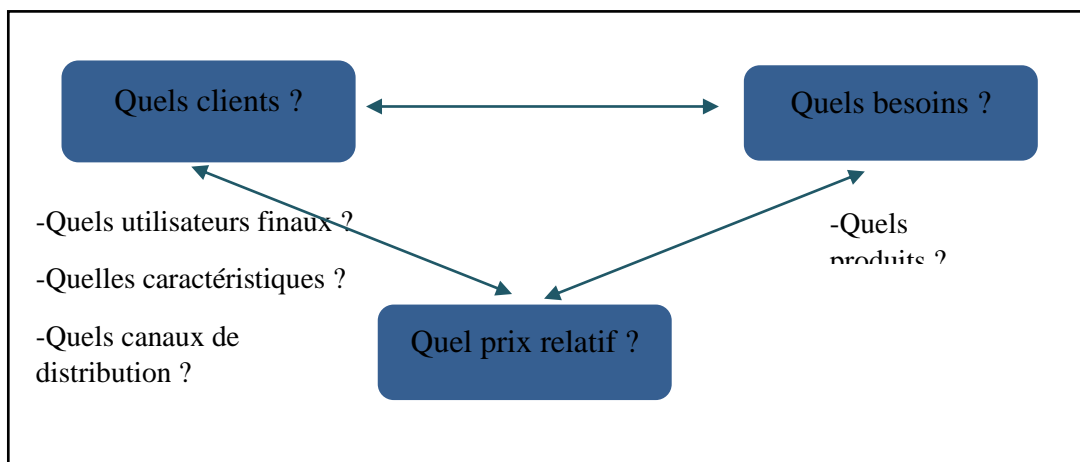 Quels clients ?
Quels besoins ?
-Quels utilisateurs finaux ?
-Quelles caractéristiques ?
-Quels canaux de
distribution ?
-Quels
produits ?
Quel prix relatif ?